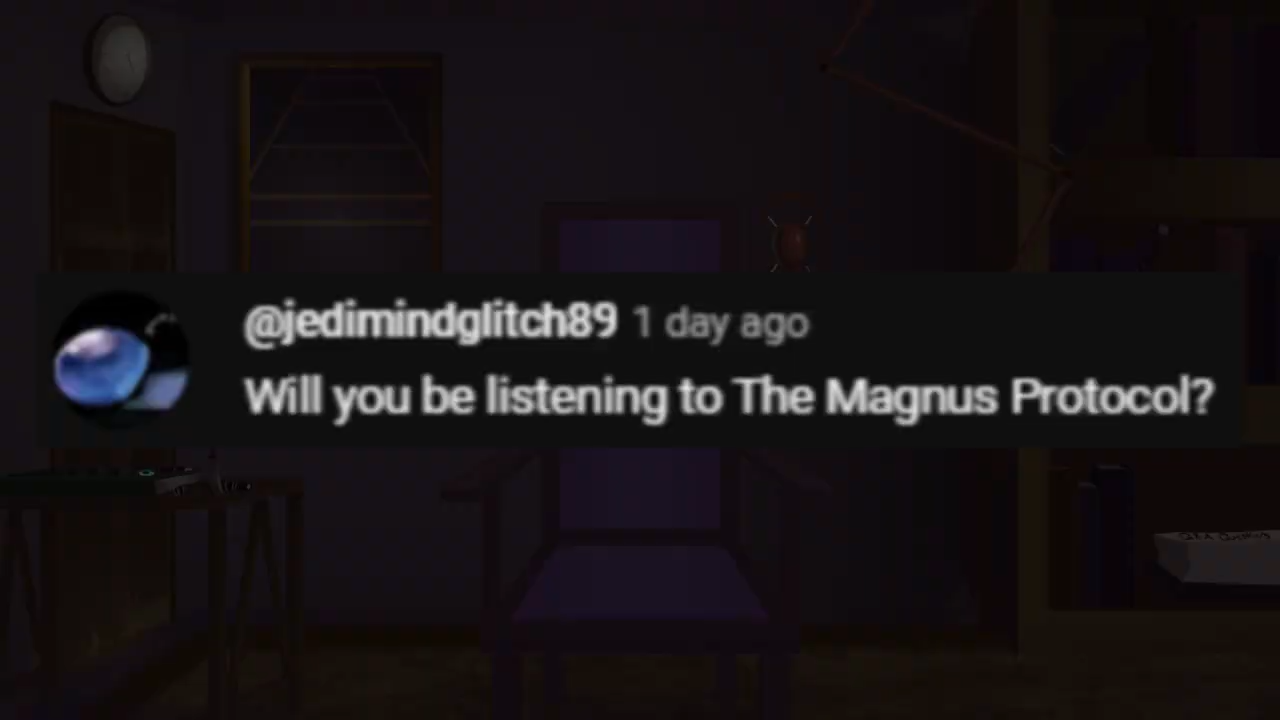 @jedimindglitch89 1 day ago
Will you be listening to The Magnus Protocol?